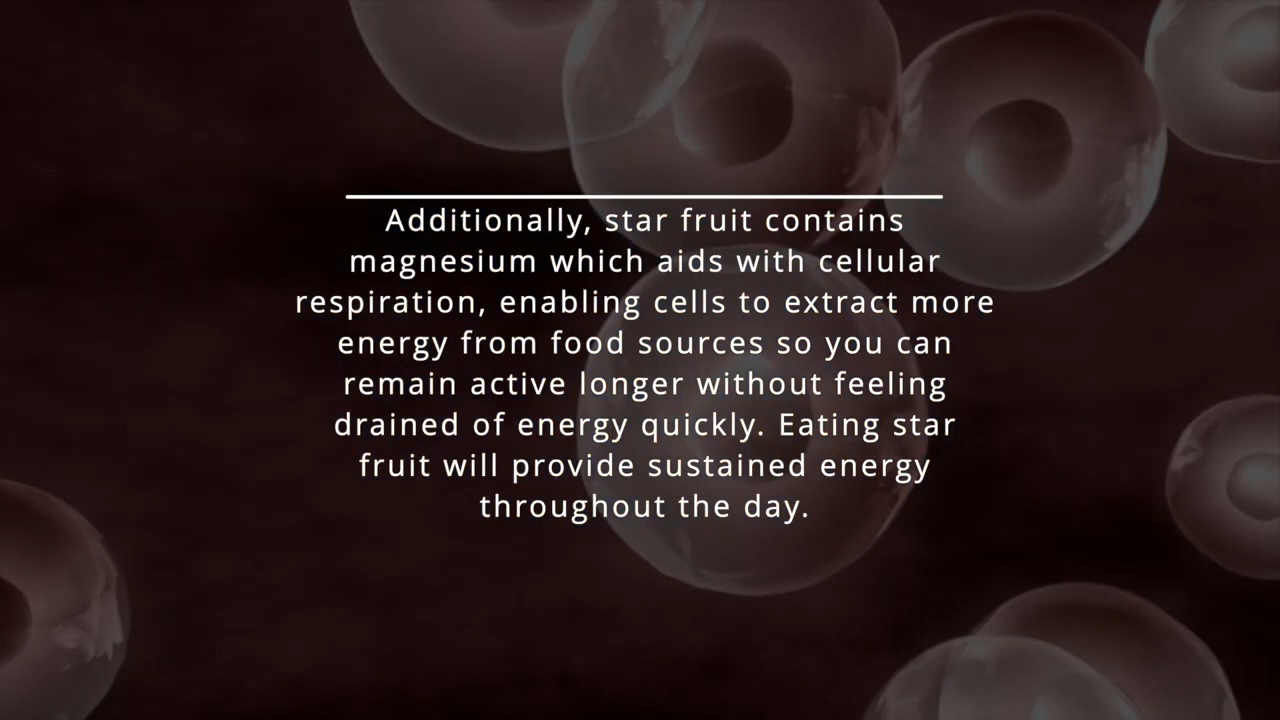 Additionally, star fruit contains
magnesium which aids with cellular
respiration, enabling cells to extract more
energy from food sources so you can
remain active longer without feeling
drained of energy quickly. Eating star
fruit will provide sustained energy
throughout the day.